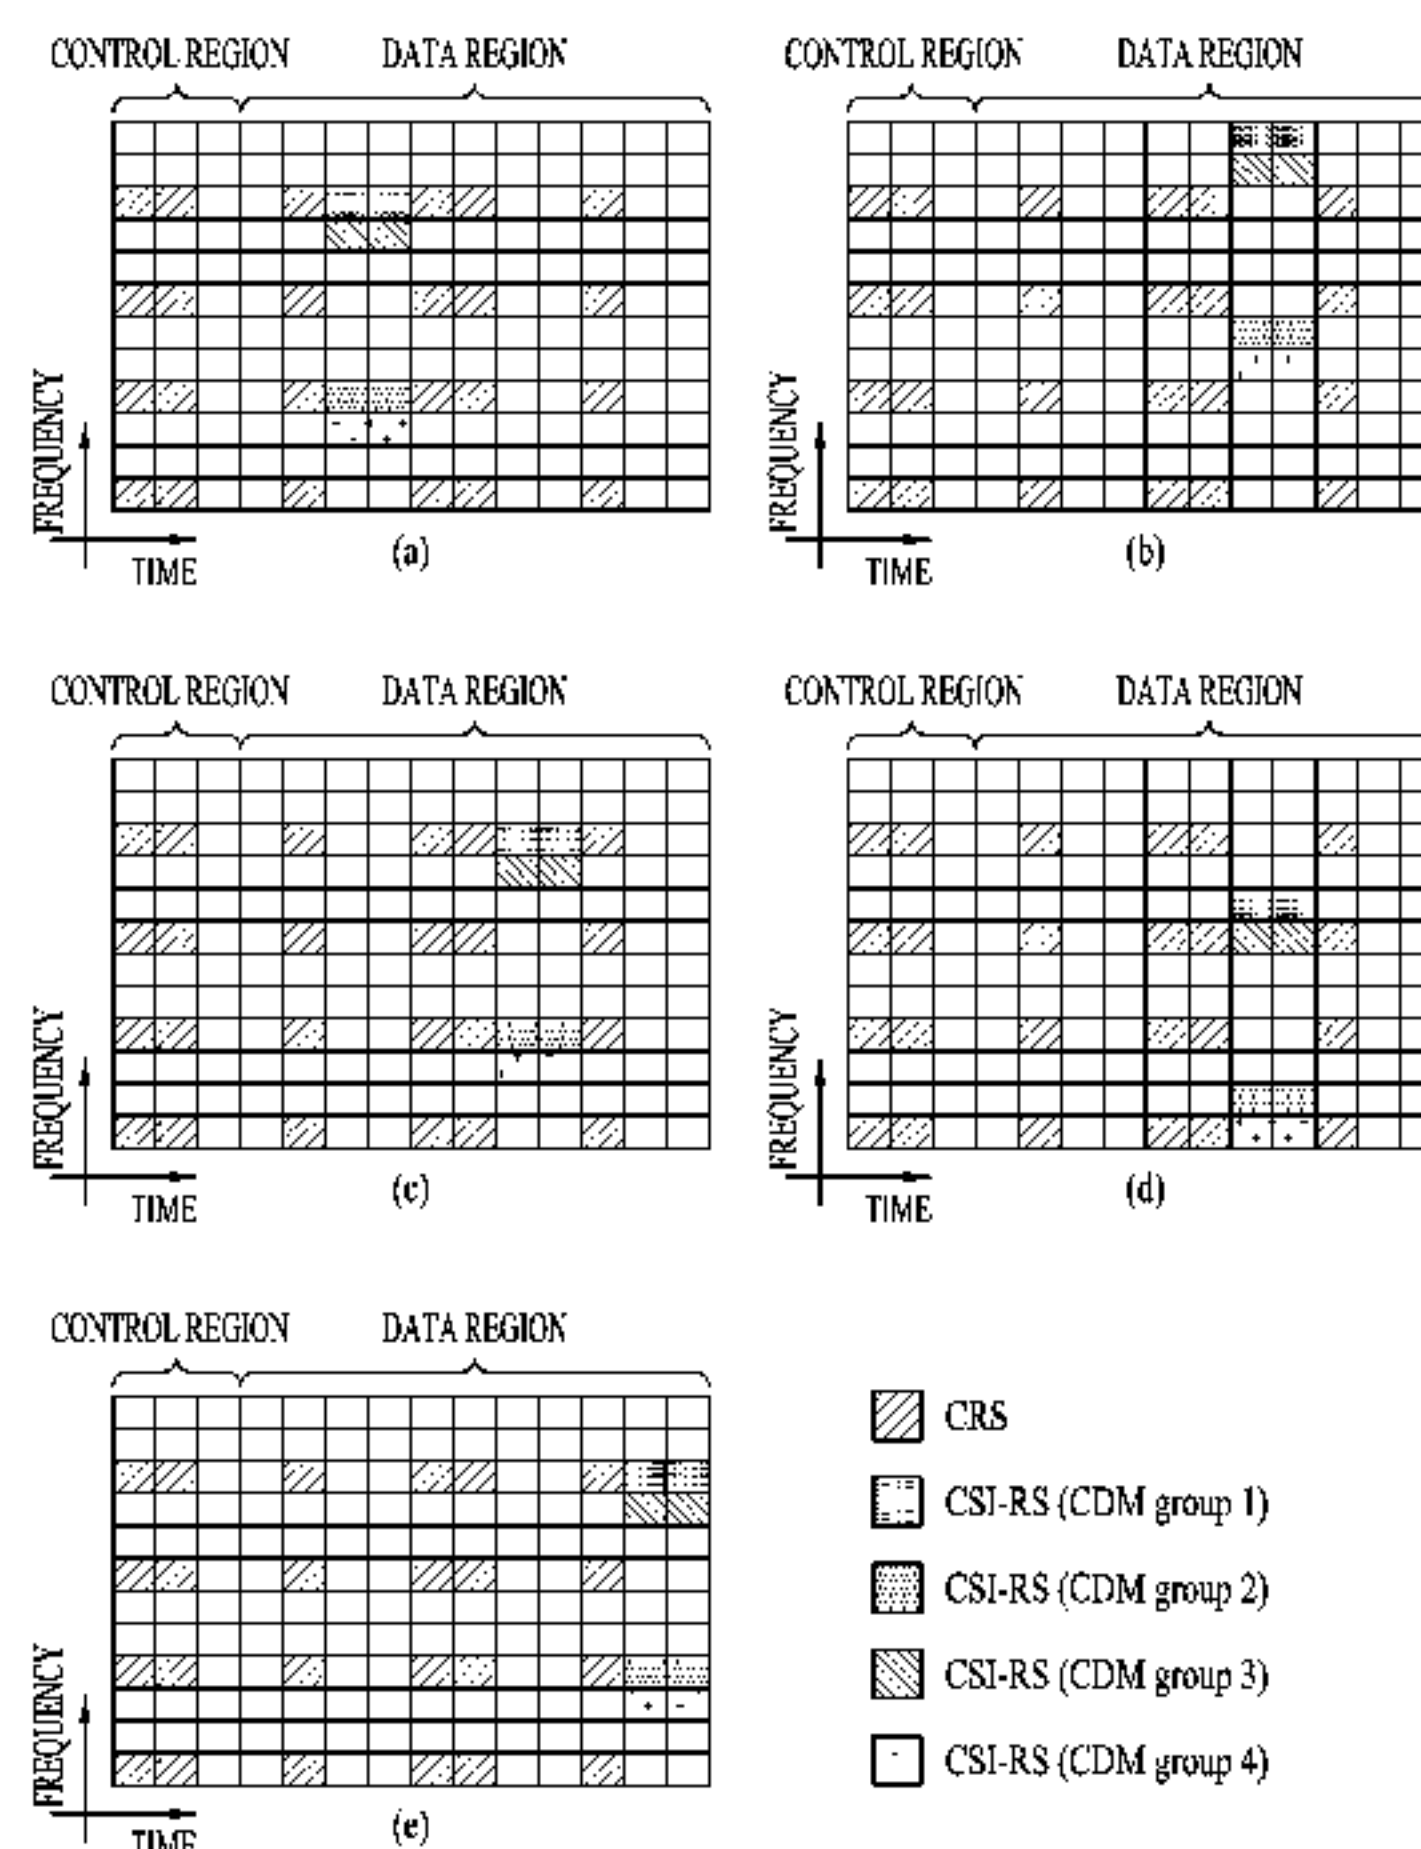 CONTROL REGION DATA REGION
FREQUENCY
TIME
(a)
CONTROL REGION DATA REGION
FREQUENCY
TIME
(b)
CONTROL REGION DATA REGION
FREQUENCY
TIME
(c)
CONTROL REGION DATA REGION
FREQUENCY
TIME
(d)
CONTROL REGION DATA REGION
FREQUENCY
TIME
(e)
CRS
CSI-RS (CDM group 1)
CSI-RS (CDM group 2)
CSI-RS (CDM group 3)
CSI-RS (CDM group 4)